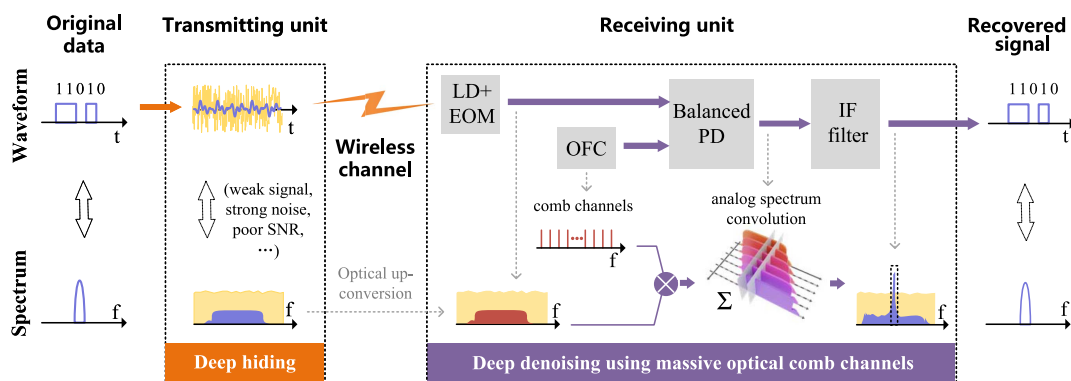 Original
data
Transmitting unit
Receiving unit
Recovered
signal
Waveform
11010
t
t
Wireless
channel
LD+
EOM
OFC
Balanced
PD
IF
filter
11010
t
(weak signal,
strong noise,
poor SNR,
...)
comb channels
...
f
analog spectrum
convolution
Σ
Optical up-
conversion
Spectrum
f
f
f
f
f
Deep hiding
Deep denoising using massive optical comb channels